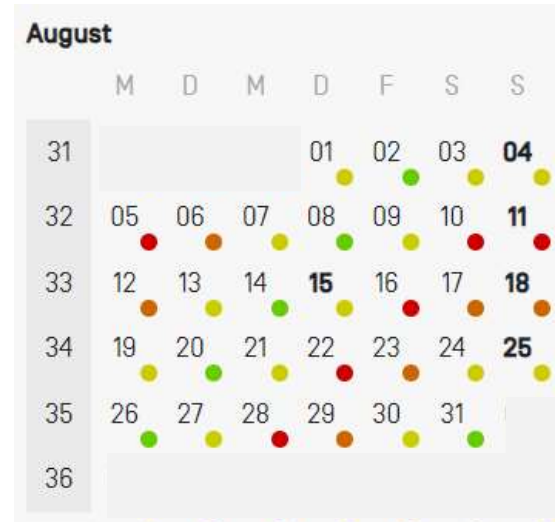 August
M D M D F S S
31 01 02 03 04
32 05 06 07 08 09 10 11
33 12 13 14 15 16 17 18
34 19 20 21 22 23 24 25
35 26 27 28 29 30 31
36